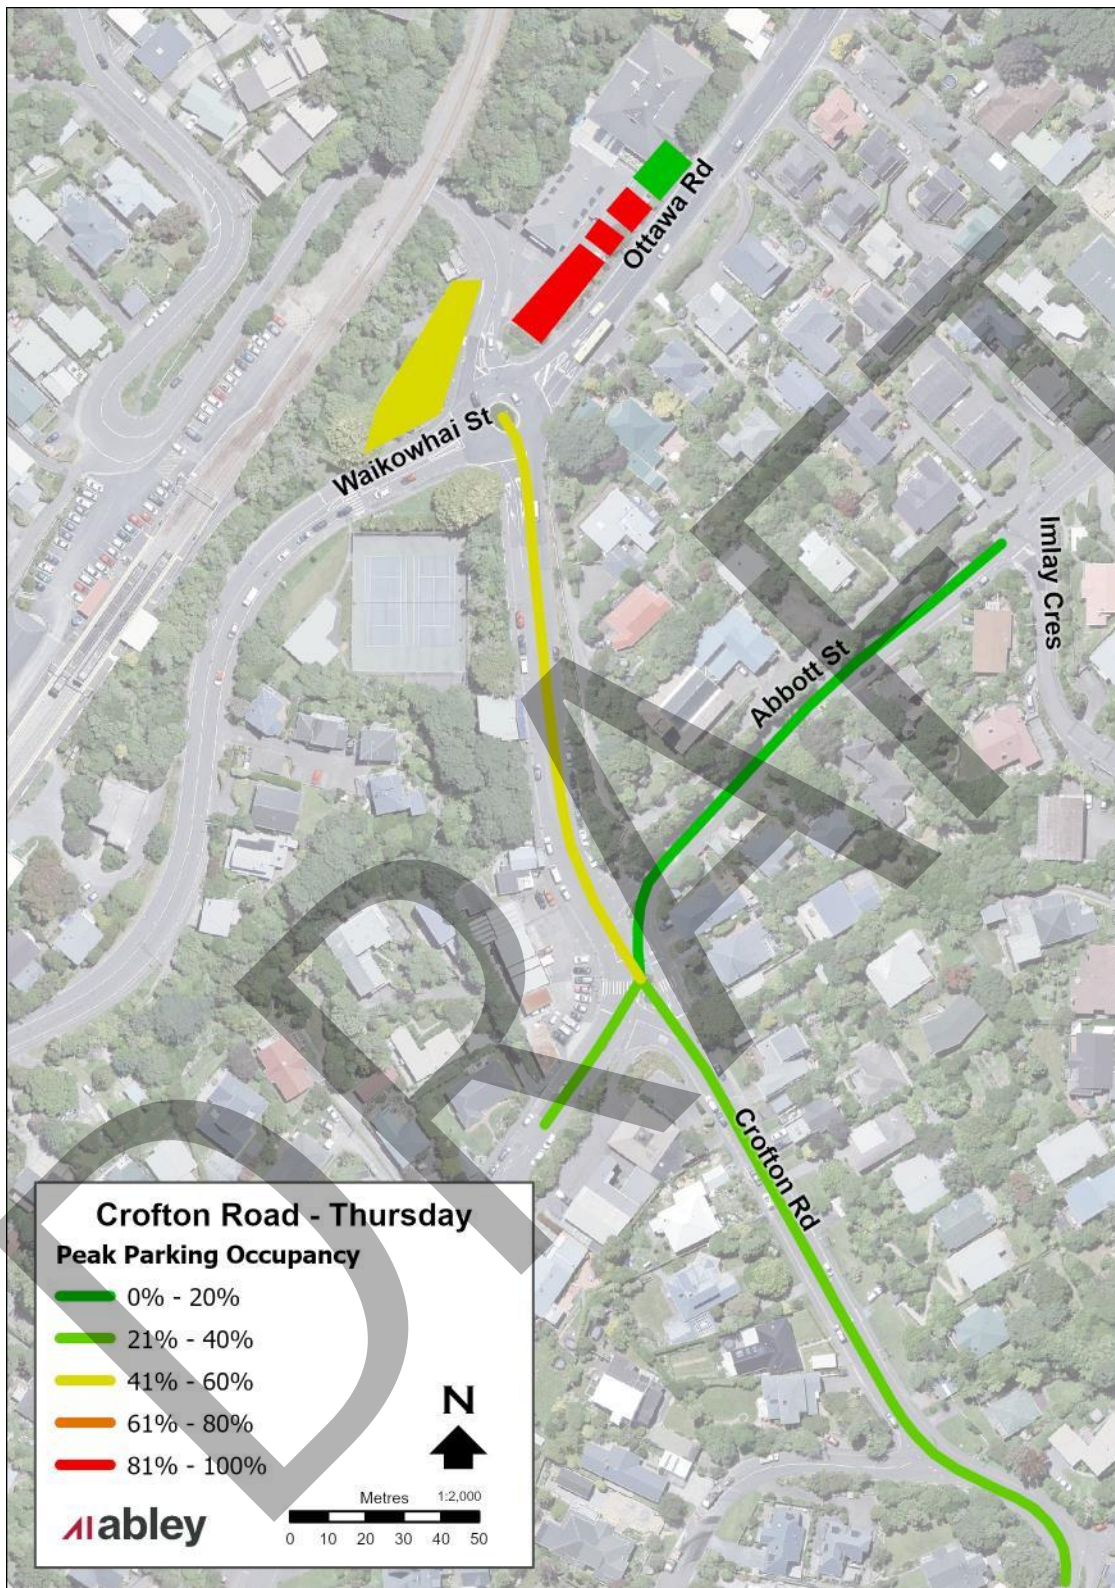 Ottawa Rd
Waikowhai St
Imlay Cres
Abbott St
Crofton Rd
DRAFT
Crofton Road - Thursday
Peak Parking Occupancy
0% - 20%
21% - 40%
41% - 60%
61% - 80%
81% - 100%
N
Metres 1:2,000
0 10 20 30 40 50
abley